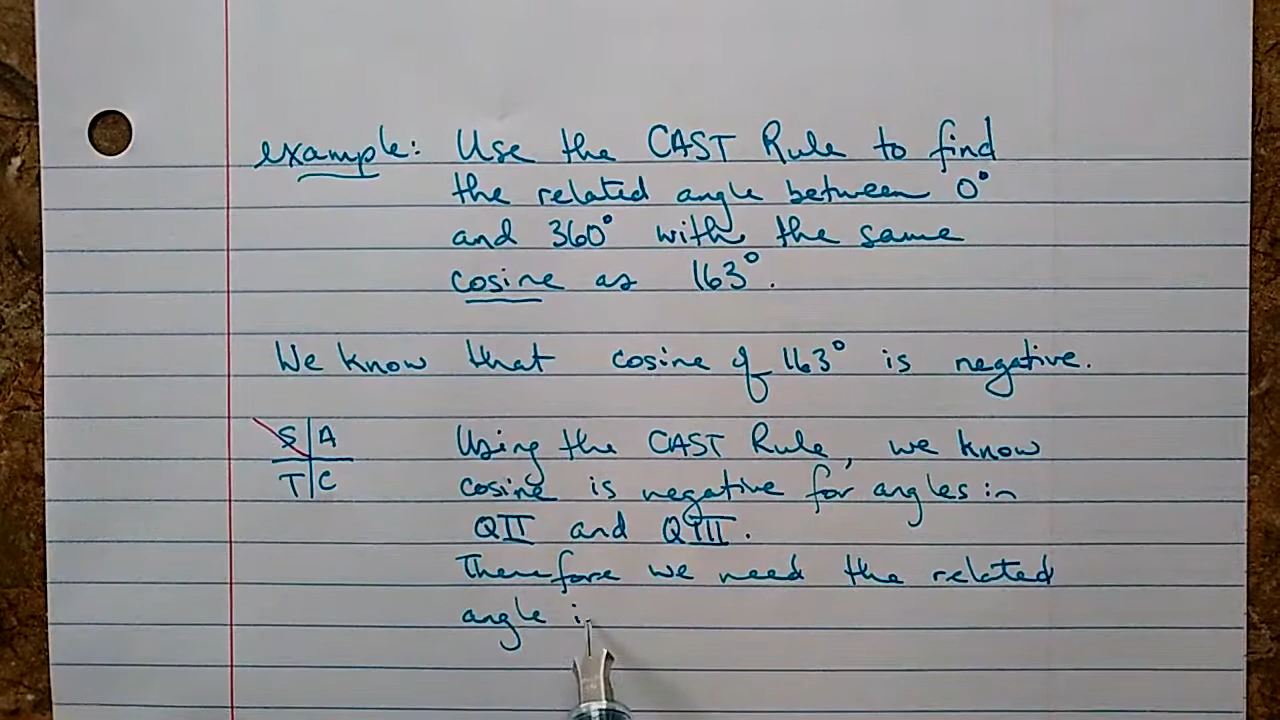 example: Use the CAST Rule to find
the related angle between 0°
and 360° with the same
cosine as 163°.
We know that cosine of 163° is negative.
S A
T C
Using the CAST Rule, we know
cosine is negative for angles in
QII and QIII.
Therefore we need the related
angle i